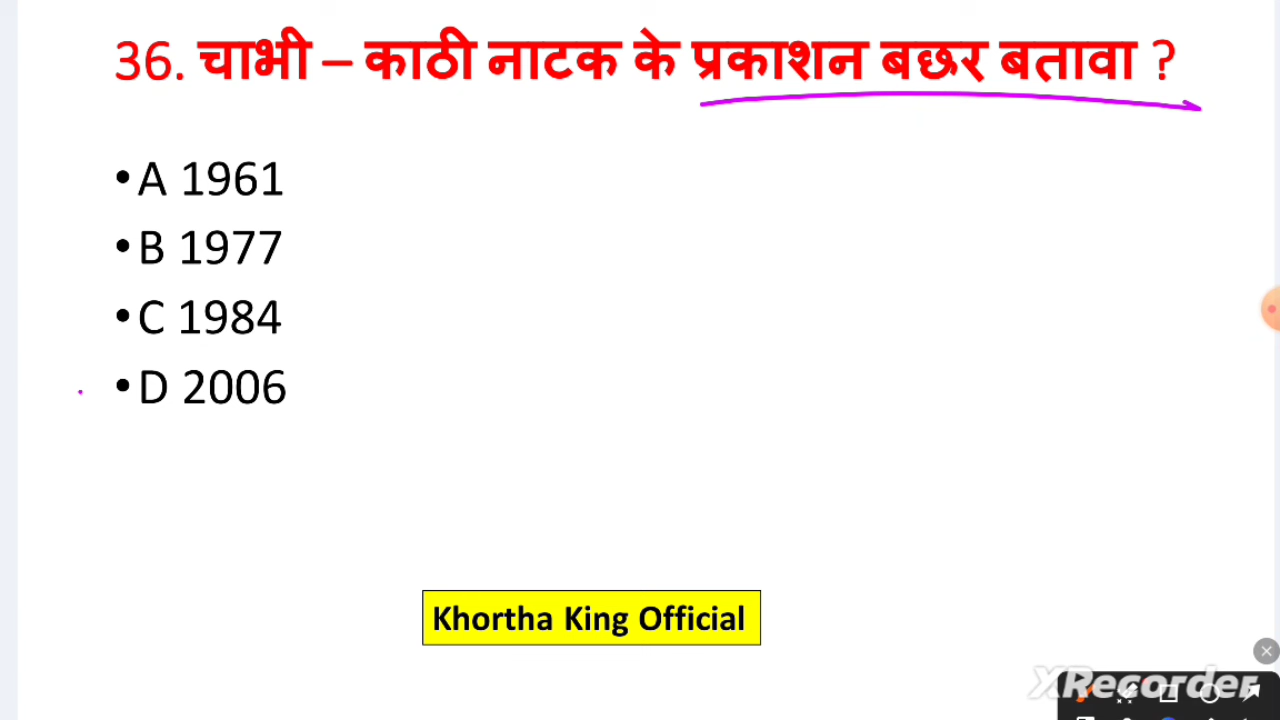 36. चाभी – काठी नाटक के प्रकाशन बछर बतावा ?
• A 1961
• B 1977
• C 1984
• D 2006
Khortha King Official
XRecorder